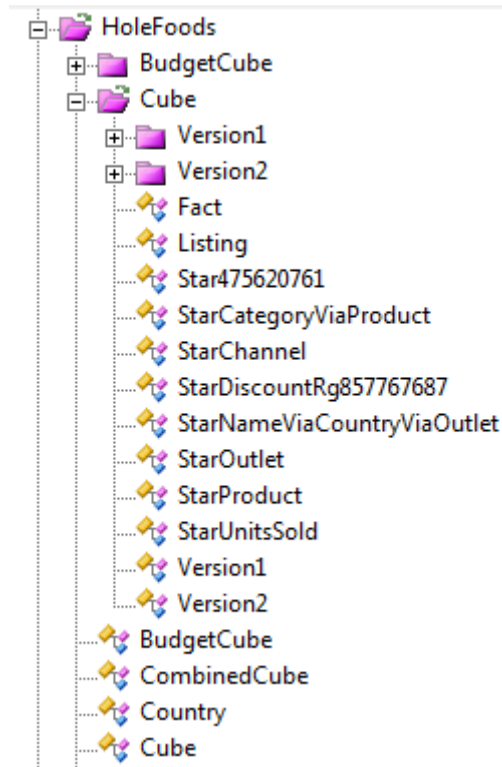 HoleFoods
BudgetCube
Cube
Version1
Version2
Fact
Listing
Star475620761
StarCategoryViaProduct
StarChannel
StarDiscountRg857767687
StarNameViaCountryViaOutlet
StarOutlet
StarProduct
StarUnitsSold
Version1
Version2
BudgetCube
CombinedCube
Country
Cube